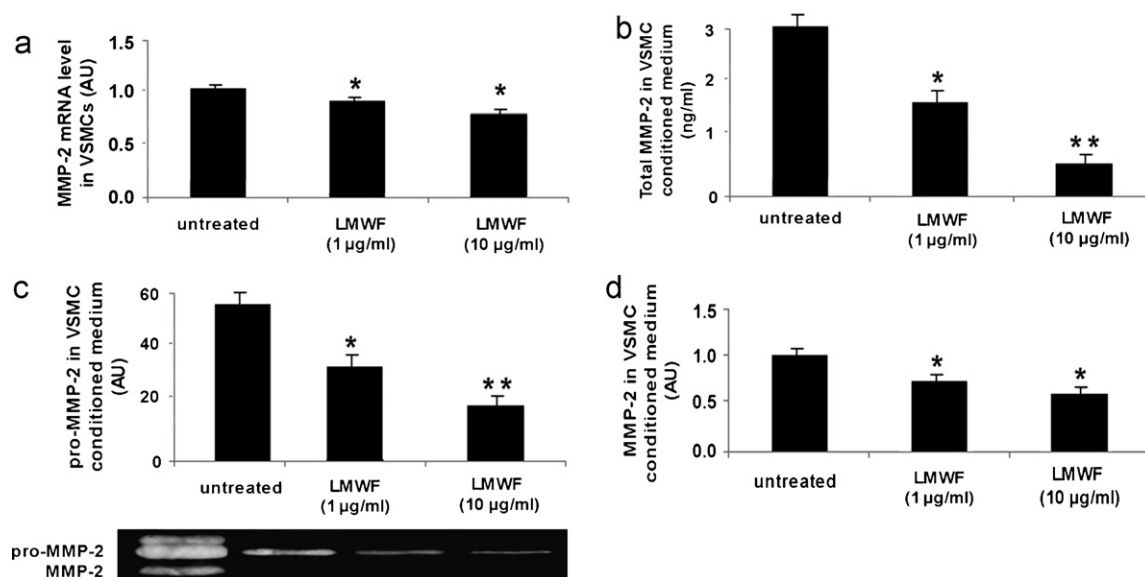 a
MMP-2 mRNA level
in VSMCs (AU)
1.5
1.0
0.5
0.0
*
*
untreated
LMWF
(1 µg/ml)
LMWF
(10 µg/ml)
b
Total MMP-2 in VSMC
conditioned medium
(ng/ml)
3
2
1
0
*
**
untreated
LMWF
(1 µg/ml)
LMWF
(10 µg/ml)
c
pro-MMP-2 in VSMC
conditioned medium
(AU)
60
40
20
0
*
**
untreated
LMWF
(1 µg/ml)
LMWF
(10 µg/ml)
pro-MMP-2
MMP-2
d
MMP-2 in VSMC
conditioned medium
(AU)
1.5
1.0
0.5
0.0
*
*
untreated
LMWF
(1 µg/ml)
LMWF
(10 µg/ml)